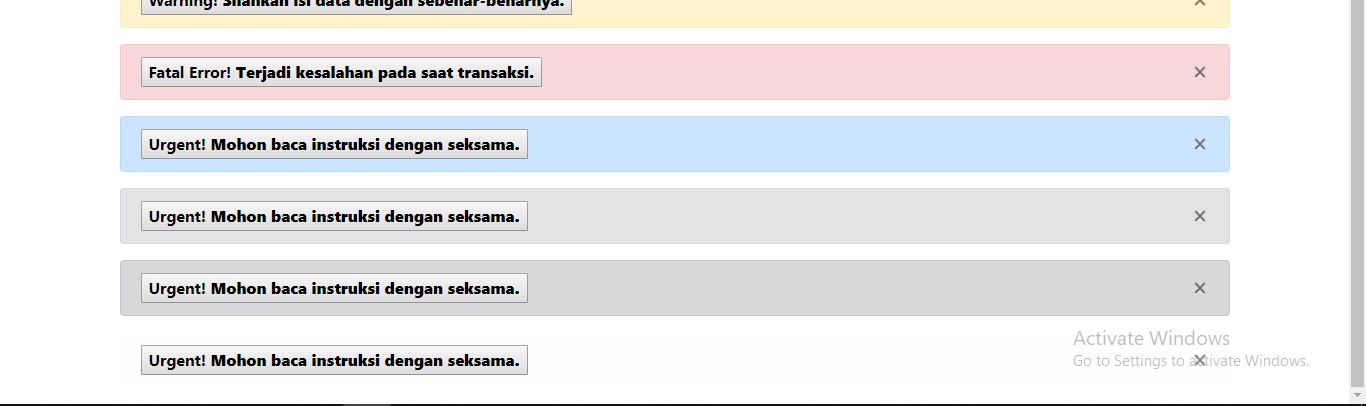 Warning! Silahkan isi data dengan sebenar-benarnya.
×
Fatal Error! Terjadi kesalahan pada saat transaksi.
×
Urgent! Mohon baca instruksi dengan seksama.
×
Urgent! Mohon baca instruksi dengan seksama.
×
Urgent! Mohon baca instruksi dengan seksama.
×
Urgent! Mohon baca instruksi dengan seksama.
×
Activate Windows
Go to Settings to activate Windows.